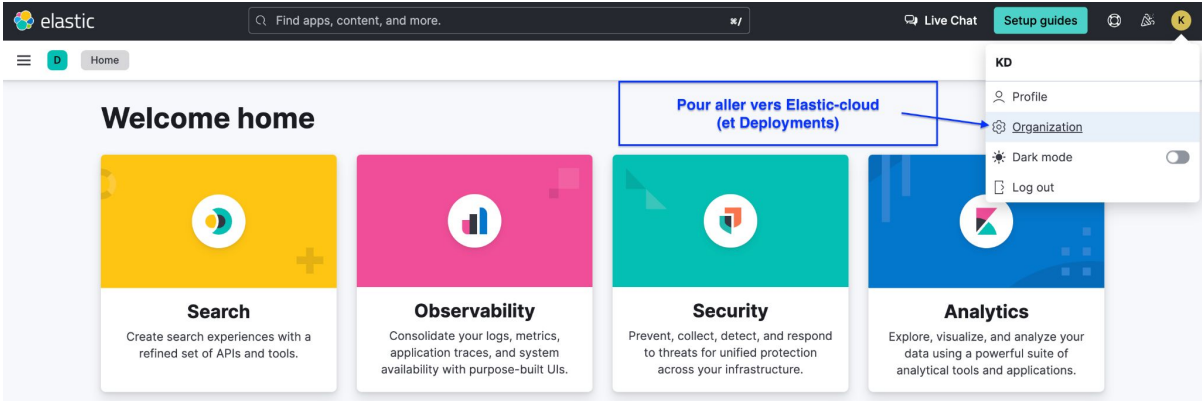 elastic
Find apps, content, and more.
⌘/
Live Chat
Setup guides
K
D
Home
KD
Profile
Organization
Dark mode
Log out
Pour aller vers Elastic-cloud
(et Deployments)
Welcome home
Search
Create search experiences with a
refined set of APIs and tools.
Observability
Consolidate your logs, metrics,
application traces, and system
availability with purpose-built UIs.
Security
Prevent, collect, detect, and respond
to threats for unified protection
across your infrastructure.
Analytics
Explore, visualize, and analyze your
data using a powerful suite of
analytical tools and applications.